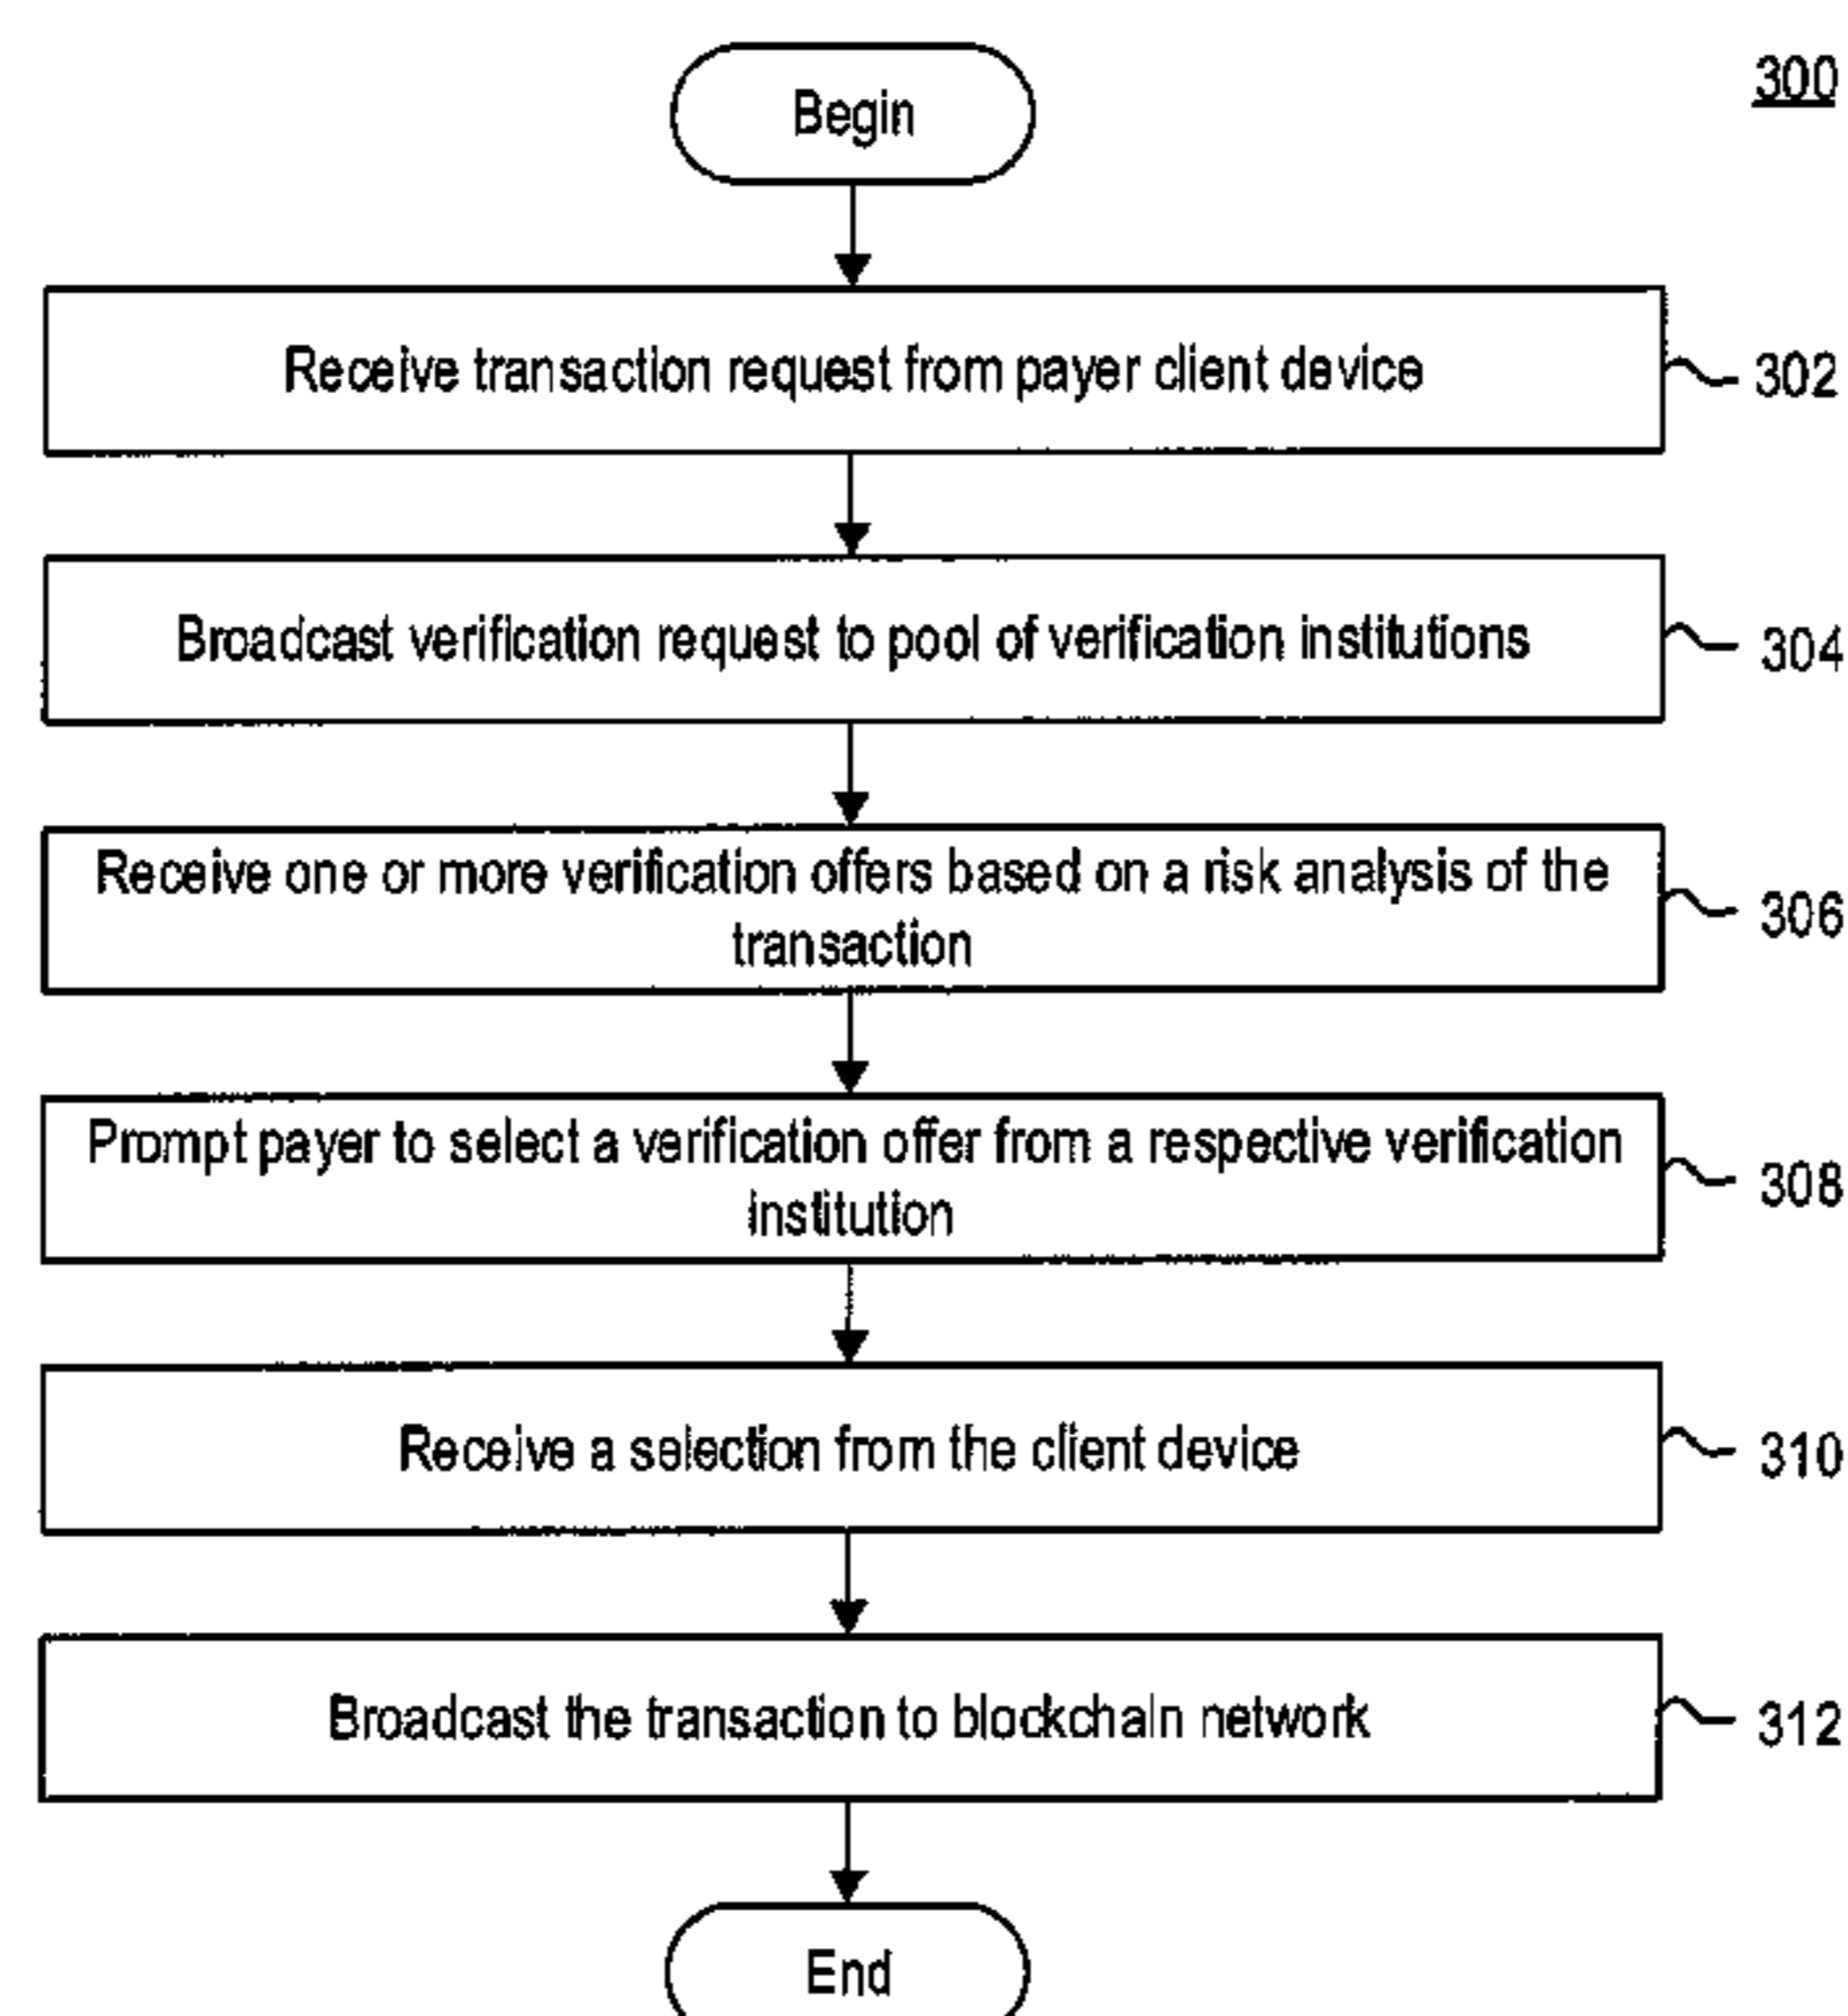 300
Begin
Receive transaction request from payer client device
302
Broadcast verification request to pool of verification institutions
304
Receive one or more verification offers based on a risk analysis of the
transaction
306
Prompt payer to select a verification offer from a respective verification
institution
308
Receive a selection from the client device
310
Broadcast the transaction to blockchain network
312
End